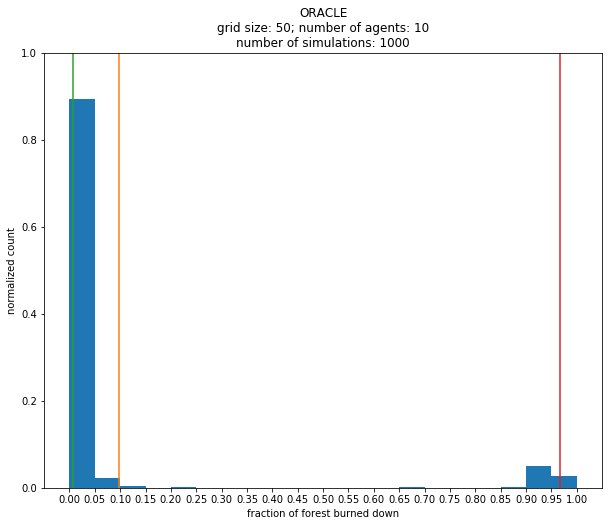 ORACLE
grid size: 50; number of agents: 10
number of simulations: 1000
1.0
0.8
0.6
0.4
0.2
0.0
normalized count
0.00 0.05 0.10 0.15 0.20 0.25 0.30 0.35 0.40 0.45 0.50 0.55 0.60 0.65 0.70 0.75 0.80 0.85 0.90 0.95 1.00
fraction of forest burned down